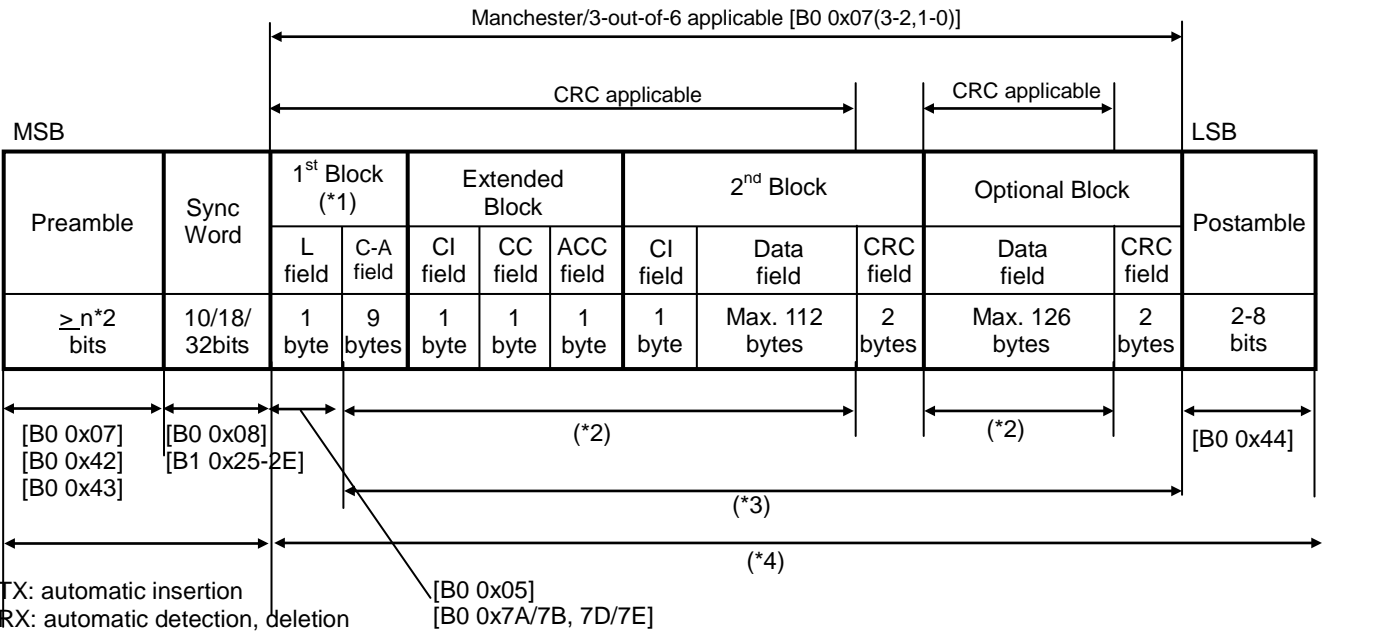 Manchester/3-out-of-6 applicable [B0 0x07(3-2,1-0)]
CRC applicable
CRC applicable
MSB
LSB
Preamble
Sync
Word
1st Block
(*1)
Extended
Block
2nd Block
Optional Block
Postamble
L
field
C-A
field
CI
field
CC
field
ACC
field
CI
field
Data
field
CRC
field
Data
field
CRC
field
≥ n*2
bits
10/18/
32bits
1
byte
9
bytes
1
byte
1
byte
1
byte
1
byte
Max. 112
bytes
2
bytes
Max. 126
bytes
2
bytes
2-8
bits
[B0 0x07]
[B0 0x42]
[B0 0x43]
[B0 0x08]
[B1 0x25-2E]
(*2)
(*2)
[B0 0x44]
(*3)
(*4)
TX: automatic insertion
RX: automatic detection, deletion
[B0 0x05]
[B0 0x7A/7B, 7D/7E]